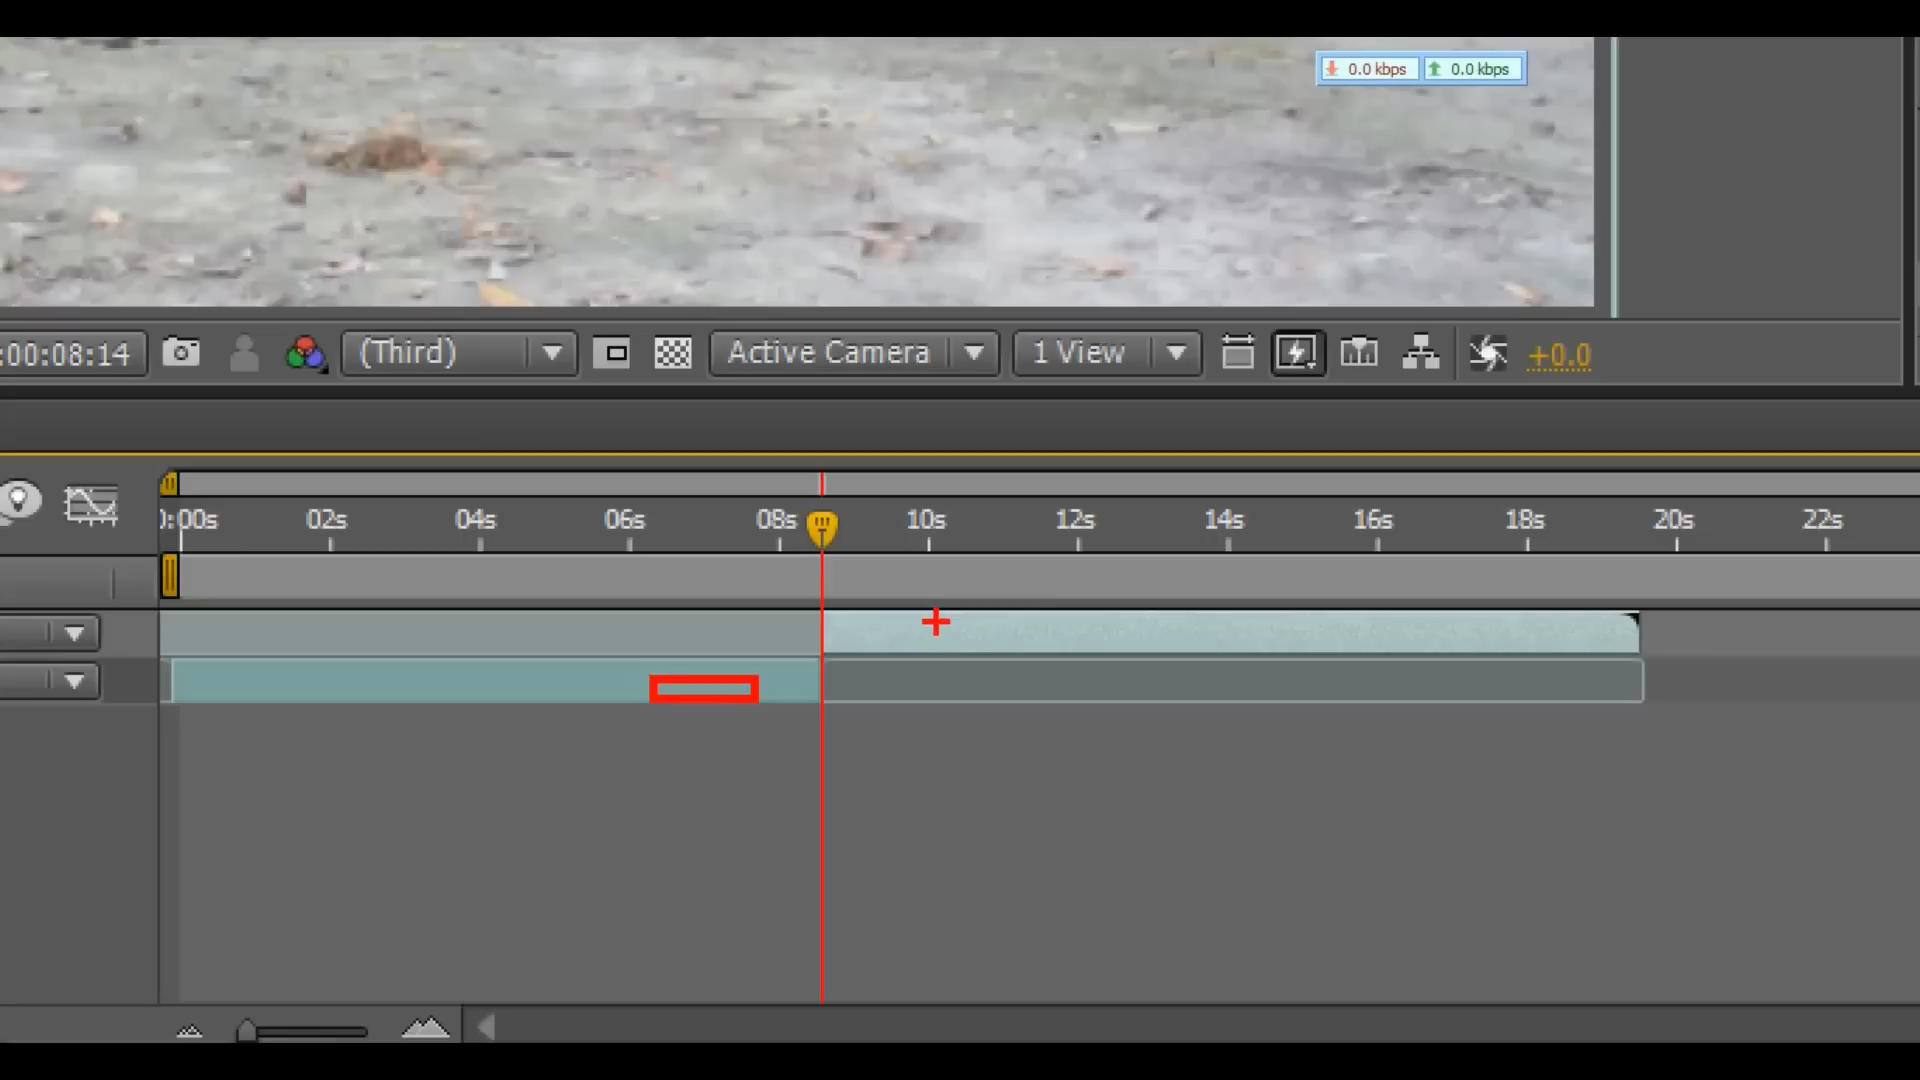 0.0 kbps 0.0 kbps
:00:08:14 (Third) Active Camera 1 View +0.0
0:00s 02s 04s 06s 08s 10s 12s 14s 16s 18s 20s 22s